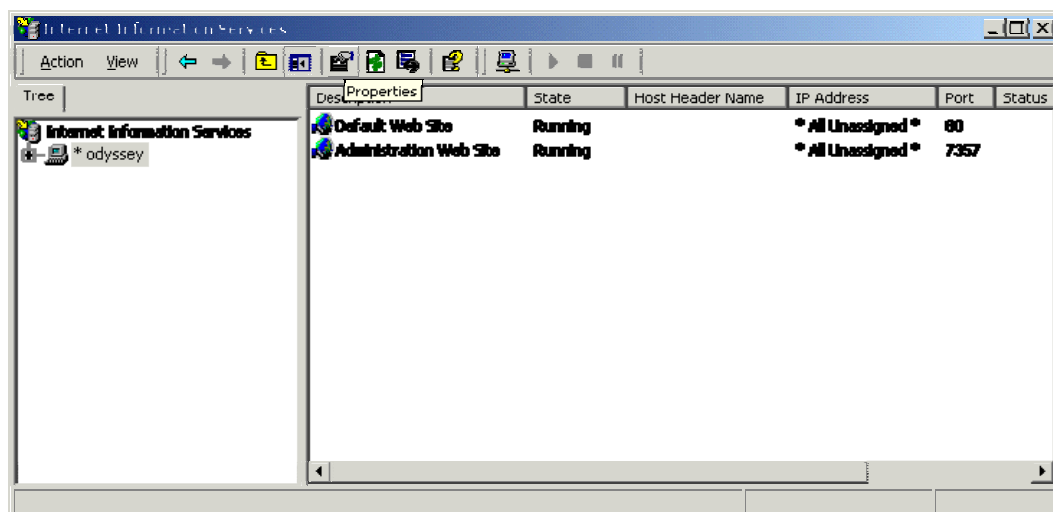 Internet Information Services
Action View
Properties
Tree
Description State Host Header Name IP Address Port Status
Internet Information Services
* odyssey
Default Web Site Running * All Unassigned * 80
Administration Web Site Running * All Unassigned * 7357